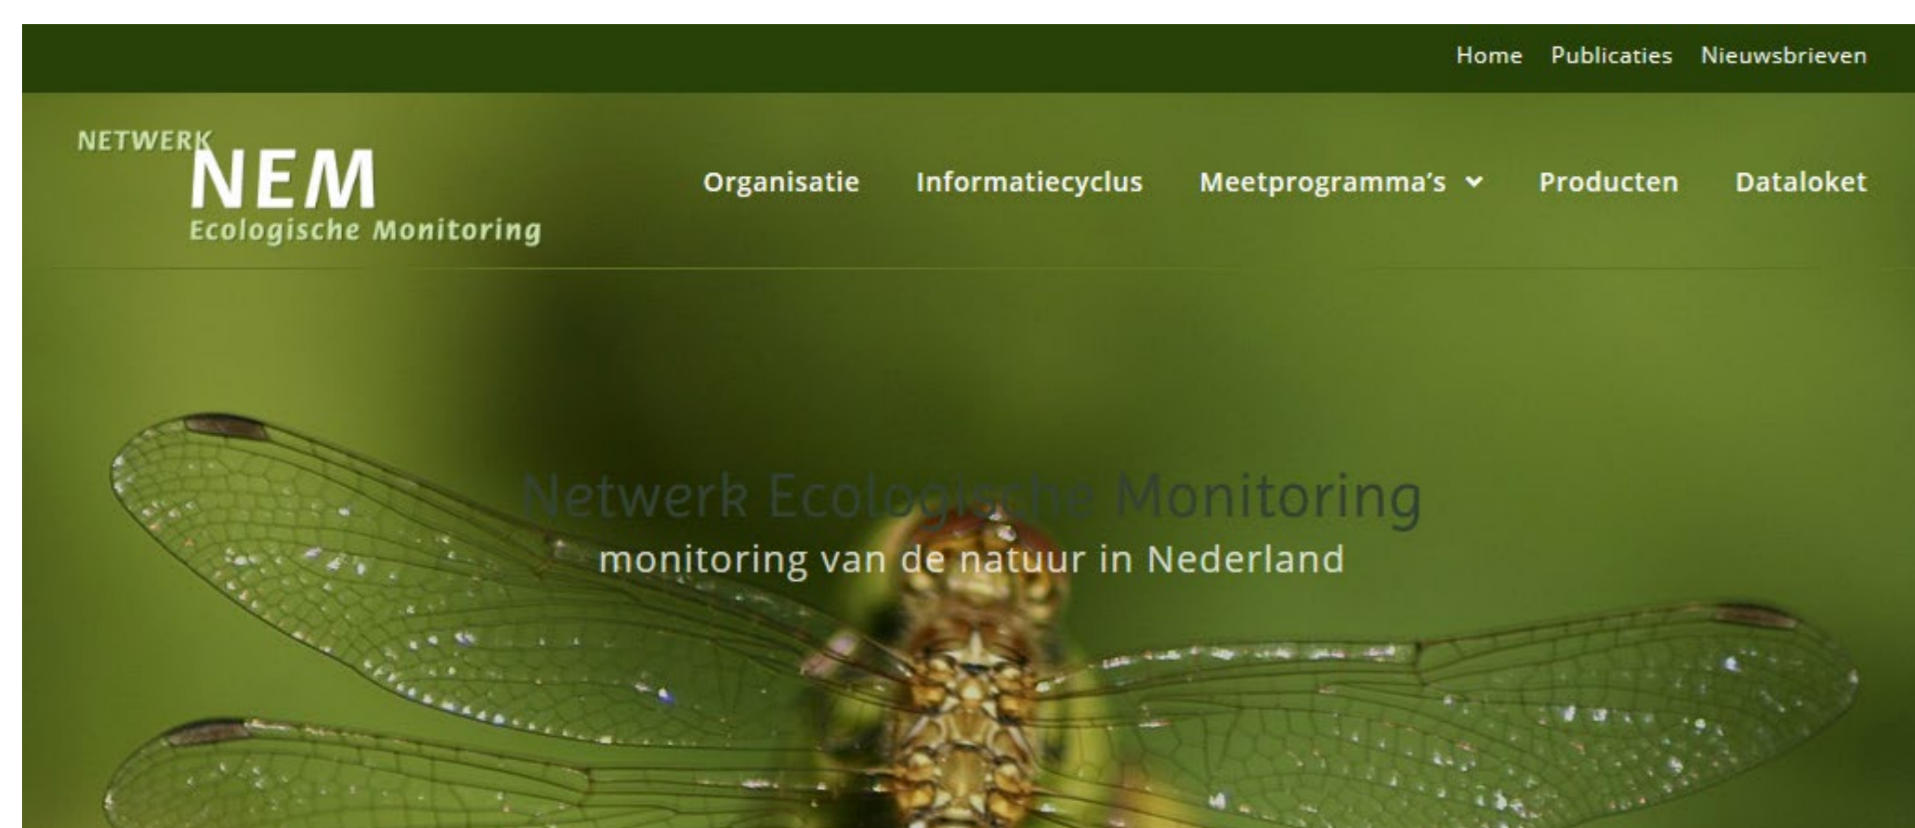 Home Publicaties Nieuwsbrieven
NETWERK
NEM
Ecologische Monitoring
Organisatie Informatiecyclus Meetprogramma’s Producten Dataloket
Netwerk Ecologische Monitoring
monitoring van de natuur in Nederland